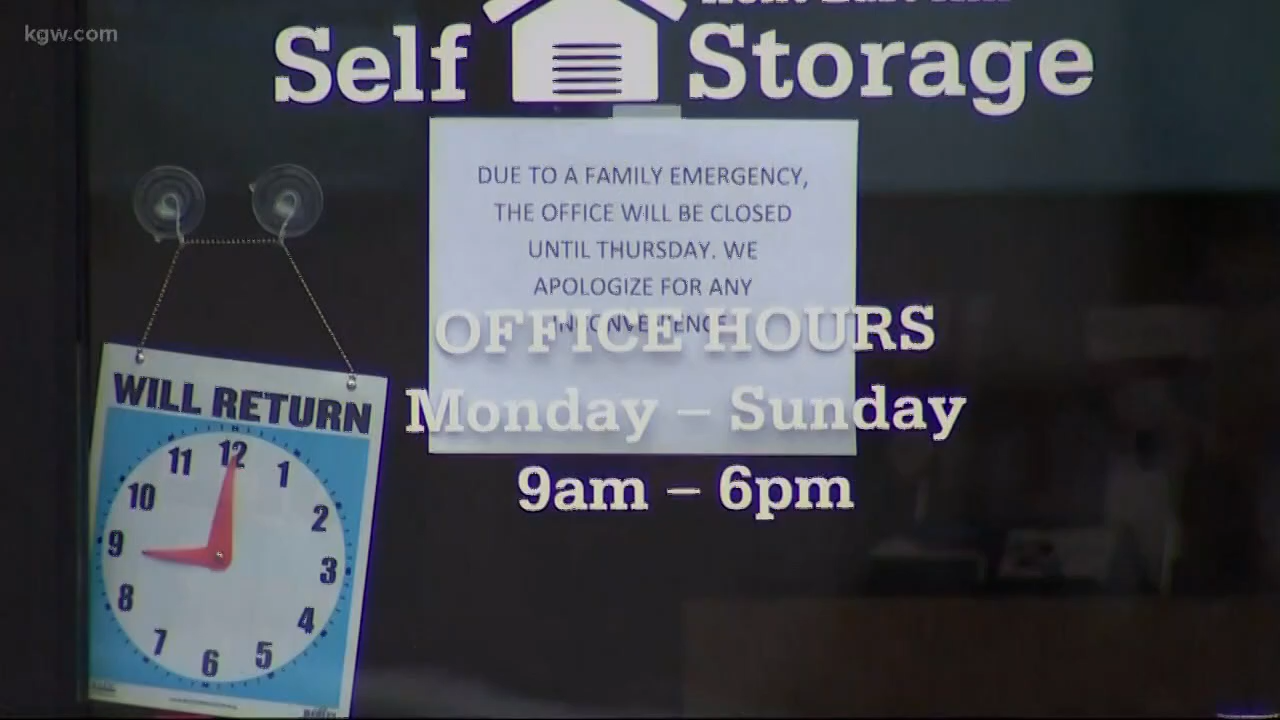 kgw.com
Self Storage
DUE TO A FAMILY EMERGENCY,
THE OFFICE WILL BE CLOSED
UNTIL THURSDAY. WE
APOLOGIZE FOR ANY
INCONVENIENCE
OFFICE HOURS
Monday – Sunday
9am – 6pm
WILL RETURN
12
11
1
10
2
9
3
8
4
7
5
6